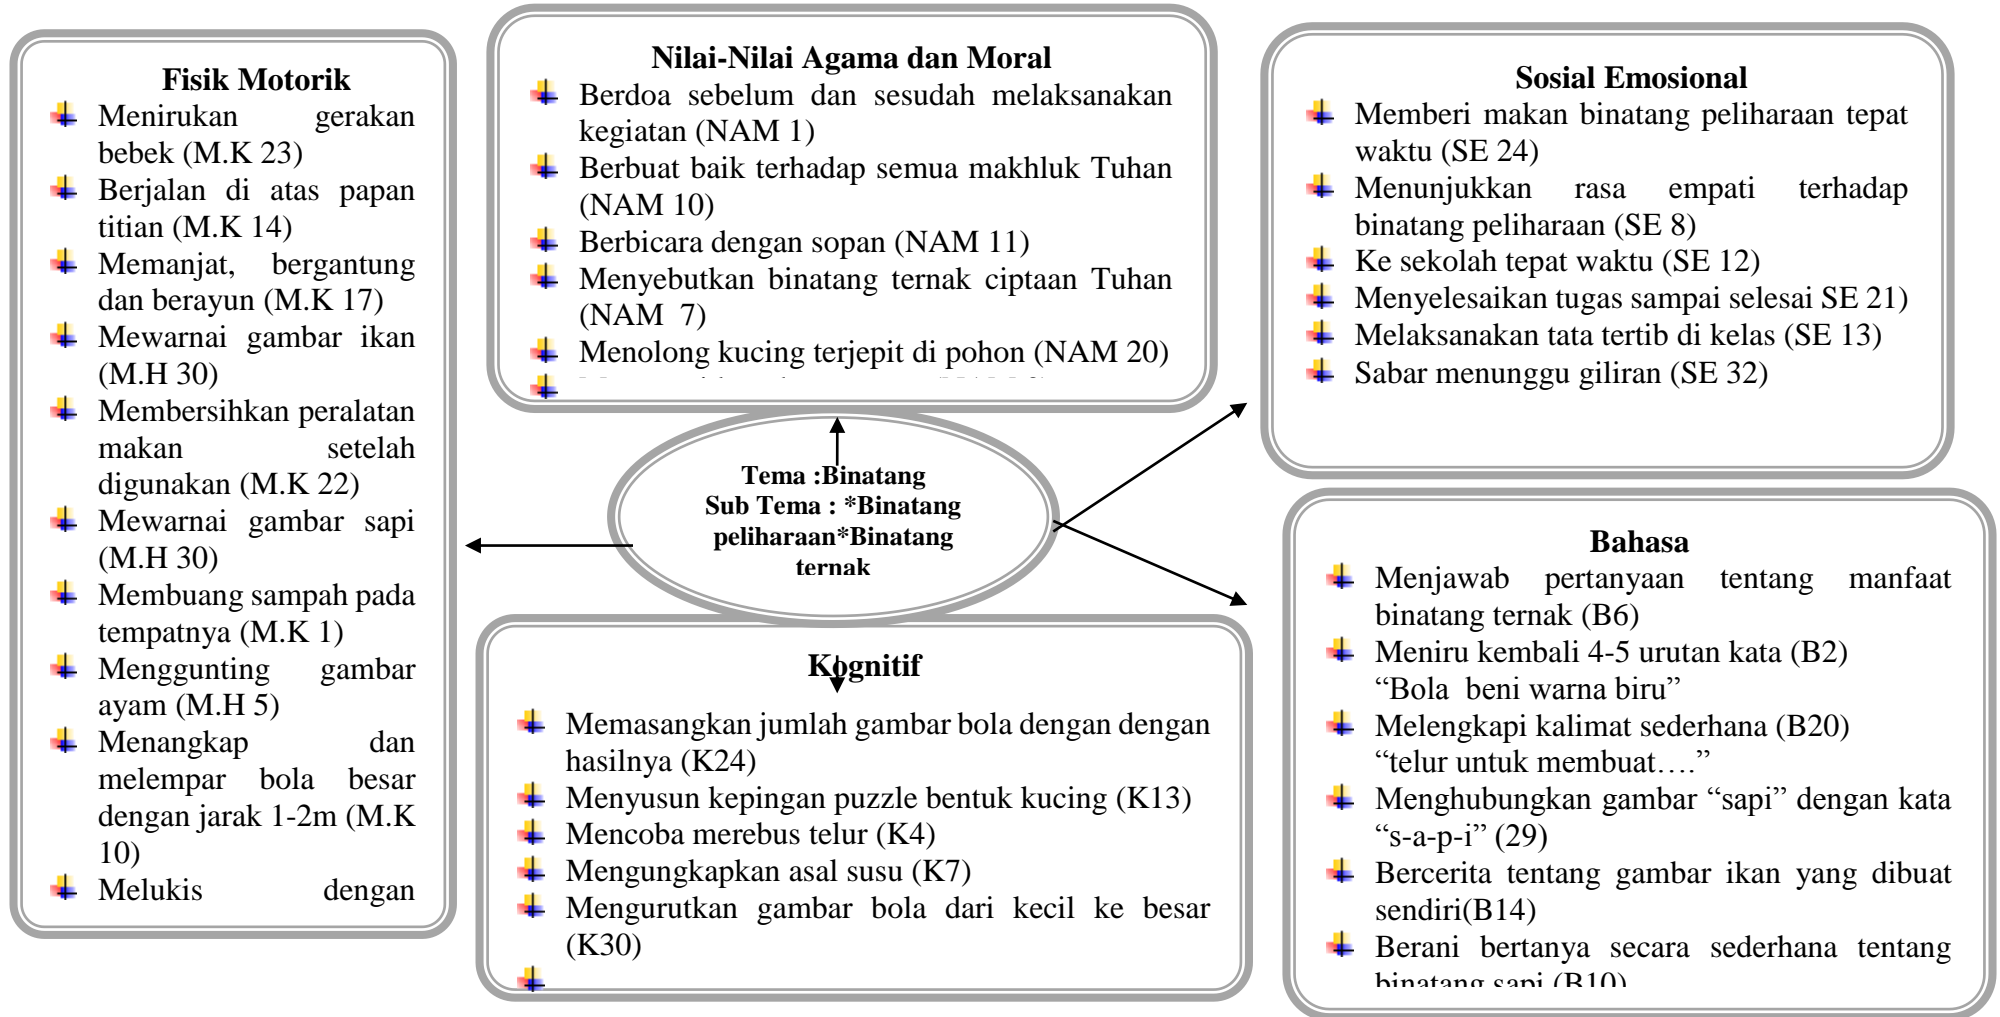 Fisik Motorik
Menirukan gerakan
bebek (M.K 23)
Berjalan di atas papan
titian (M.K 14)
Memanjat, bergantung
dan berayun (M.K 17)
Mewarnai gambar ikan
(M.H 30)
Membersihkan peralatan
makan setelah
digunakan (M.K 22)
Mewarnai gambar sapi
(M.H 30)
Membuang sampah pada
tempatnya (M.K 1)
Menggunting gambar
ayam (M.H 5)
Menangkap dan
melempar bola besar
dengan jarak 1-2m (M.K
10)
Melukis dengan
Nilai-Nilai Agama dan Moral
Berdoa sebelum dan sesudah melaksanakan
kegiatan (NAM 1)
Berbuat baik terhadap semua makhluk Tuhan
(NAM 10)
Berbicara dengan sopan (NAM 11)
Menyebutkan binatang ternak ciptaan Tuhan
(NAM 7)
Menolong kucing terjepit di pohon (NAM 20)
Sosial Emosional
Memberi makan binatang peliharaan tepat
waktu (SE 24)
Menunjukkan rasa empati terhadap
binatang peliharaan (SE 8)
Ke sekolah tepat waktu (SE 12)
Menyelesaikan tugas sampai selesai SE 21)
Melaksanakan tata tertib di kelas (SE 13)
Sabar menunggu giliran (SE 32)
Tema :Binatang
Sub Tema : *Binatang
peliharaan*Binatang
ternak
Kognitif
Memasangkan jumlah gambar bola dengan dengan
hasilnya (K24)
Menyusun kepingan puzzle bentuk kucing (K13)
Mencoba merebus telur (K4)
Mengungkapkan asal susu (K7)
Mengurutkan gambar bola dari kecil ke besar
(K30)
Bahasa
Menjawab pertanyaan tentang manfaat
binatang ternak (B6)
Meniru kembali 4-5 urutan kata (B2)
“Bola beni warna biru”
Melengkapi kalimat sederhana (B20)
“telur untuk membuat….”
Menghubungkan gambar “sapi” dengan kata
“s-a-p-i” (29)
Bercerita tentang gambar ikan yang dibuat
sendiri(B14)
Berani bertanya secara sederhana tentang
binatang sapi (B10)